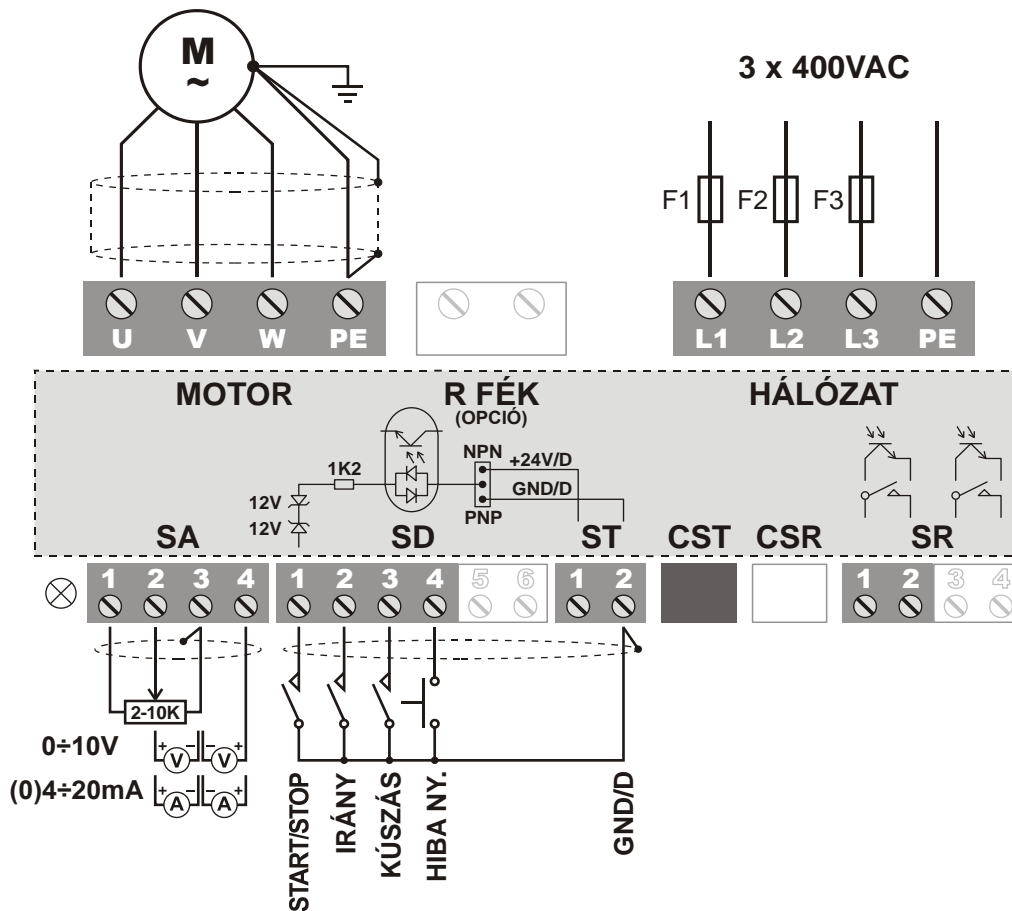 M
~
3 x 400VAC
F1 F2 F3
U V W PE
L1 L2 L3 PE
MOTOR
R FÉK
(OPCIÓ)
HÁLÓZAT
NPN
+24V/D
1K2
GND/D
12V
PNP
12V
SA
SD
ST
CST
CSR
SR
1 2 3 4
1 2 3 4 5 6
1 2
1 2 3 4
2-10K
0÷10V
+ V − − V +
(0)4÷20mA
+ A − − A +
START/STOP
IRÁNY
KÚSZÁS
HIBA NY.
GND/D